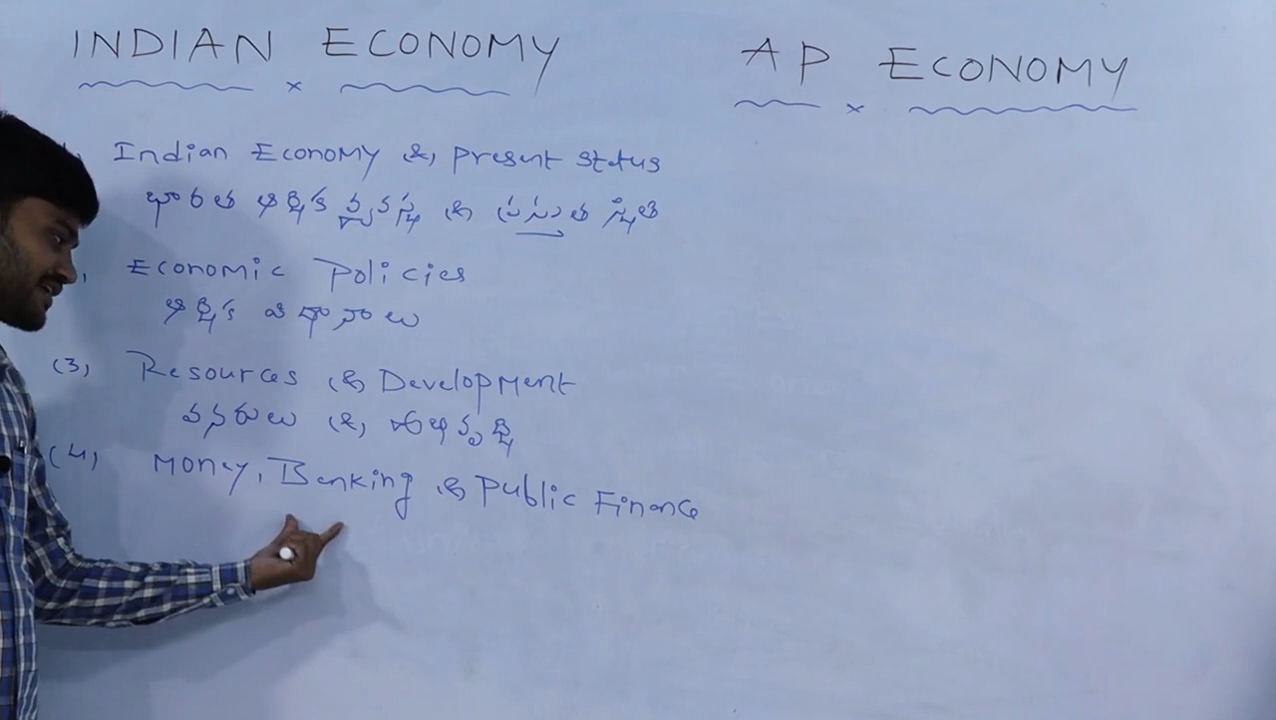 INDIAN ECONOMY
AP ECONOMY
Indian Economy & present status
భారత ఆర్థిక వ్యవస్థ & ప్రస్తుత స్థితి
Economic Policies
ఆర్థిక విధానాలు
(3) Resources & Development
వనరులు & అభివృద్ధి
(4) Money, Banking & Public Finance